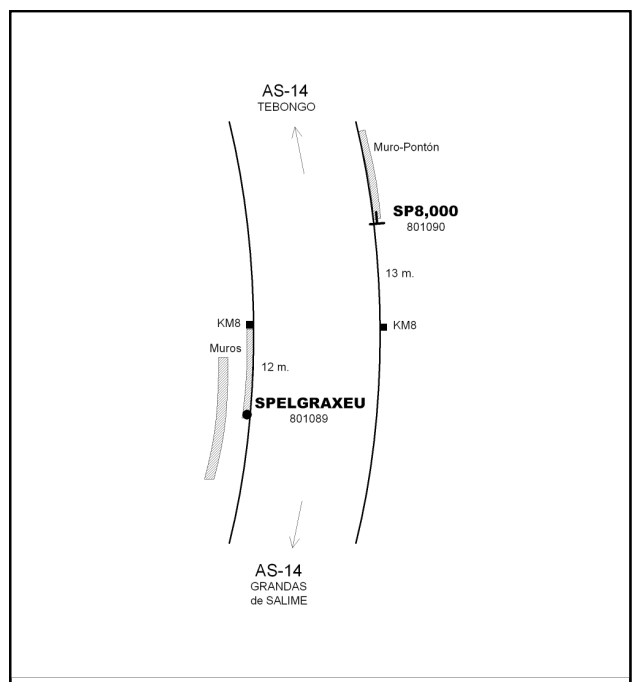 AS-14
TEBONGO
Muro-Pontón
SP8,000
801090
13 m.
KM8
KM8
Muros
12 m.
SPELGRAXEU
801089
AS-14
GRANDAS
de SALIME